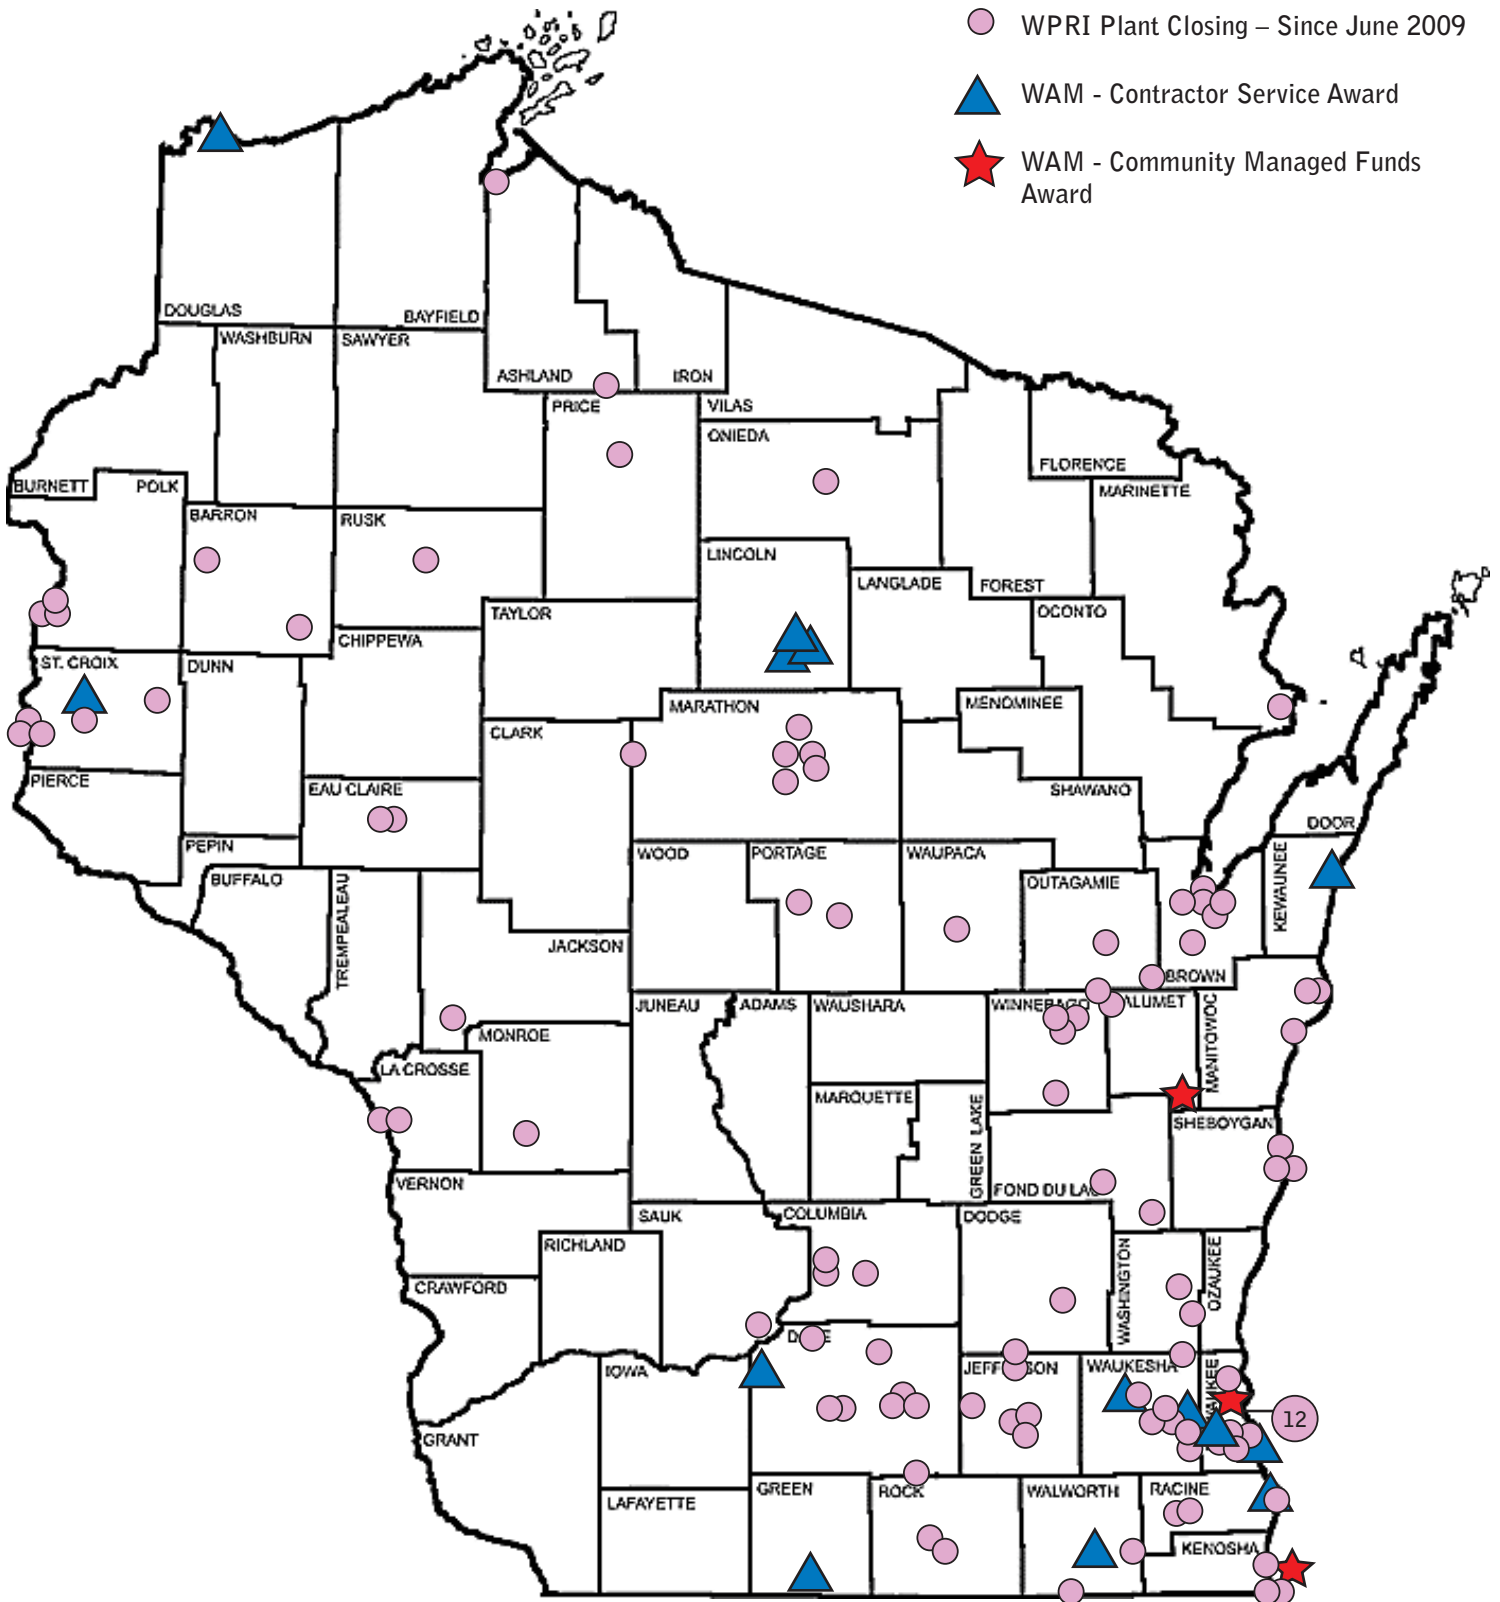 WPRI Plant Closing – Since June 2009
WAM - Contractor Service Award
WAM - Community Managed Funds
Award
DOUGLAS
BAYFIELD
WASHBURN
SAWYER
ASHLAND
IRON
PRICE
VILAS
ONIEDA
FLORENCE
MARINETTE
BURNETT
POLK
BARRON
RUSK
LINCOLN
LANGLADE
FOREST
OCONTO
TAYLOR
CHIPPEWA
ST. CROIX
DUNN
MARATHON
MENOMINEE
CLARK
PIERCE
EAU CLAIRE
SHAWANO
DOOR
PEPIN
WOOD
PORTAGE
WAUPACA
KEWAUNEE
BUFFALO
OUTAGAMIE
TREMPEALEAU
JACKSON
BROWN
JUNEAU
ADAMS
WAUSHARA
WINNEBAGO
ALUMET
MANITOWOC
MONROE
LA CROSSE
MARQUETTE
GREEN LAKE
SHEBOYGAN
VERNON
FOND DU LAC
SAUK
COLUMBIA
DODGE
RICHLAND
WASHINGTON
OZAUKEE
CRAWFORD
IOWA
WAUKESHA
12
GRANT
GREEN
ROCK
WALWORTH
RACINE
LAFAYETTE
KENOSHA